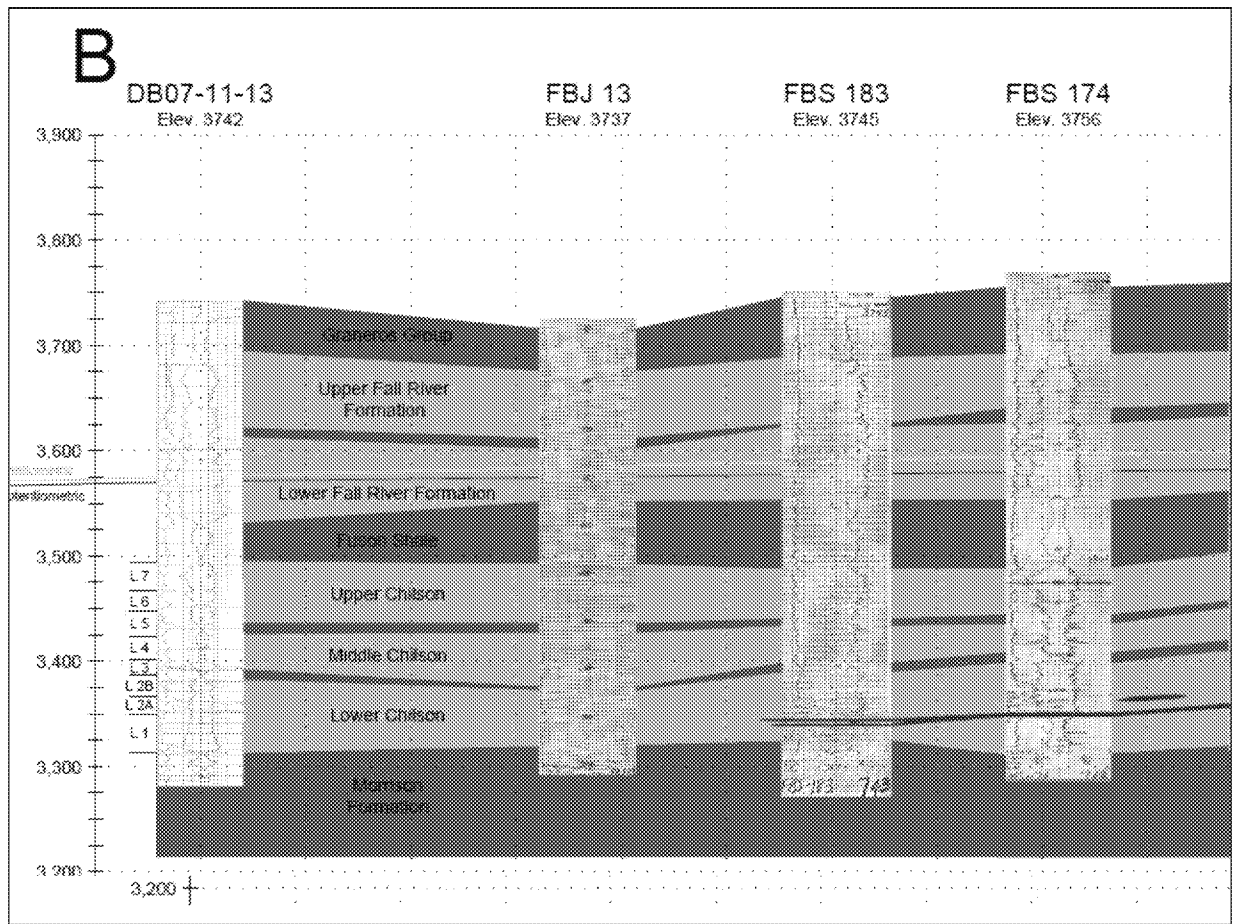 B
DB07-11-13 FBJ 13 FBS 183 FBS 174
Elev. 3742 Elev. 3737 Elev. 3745 Elev. 3756
3,900
3,800
3,700
Graneros Group
Upper Fall River
Formation
3,600
Lower Fall River Formation
Fuson Shale
3,500
L 7
Upper Chilson
L 6
L 5
L 4
Middle Chilson
3,400
L 3
L 2B
L 2A
Lower Chilson
L 1
3,300
Morrison
Formation
3,200
3,200